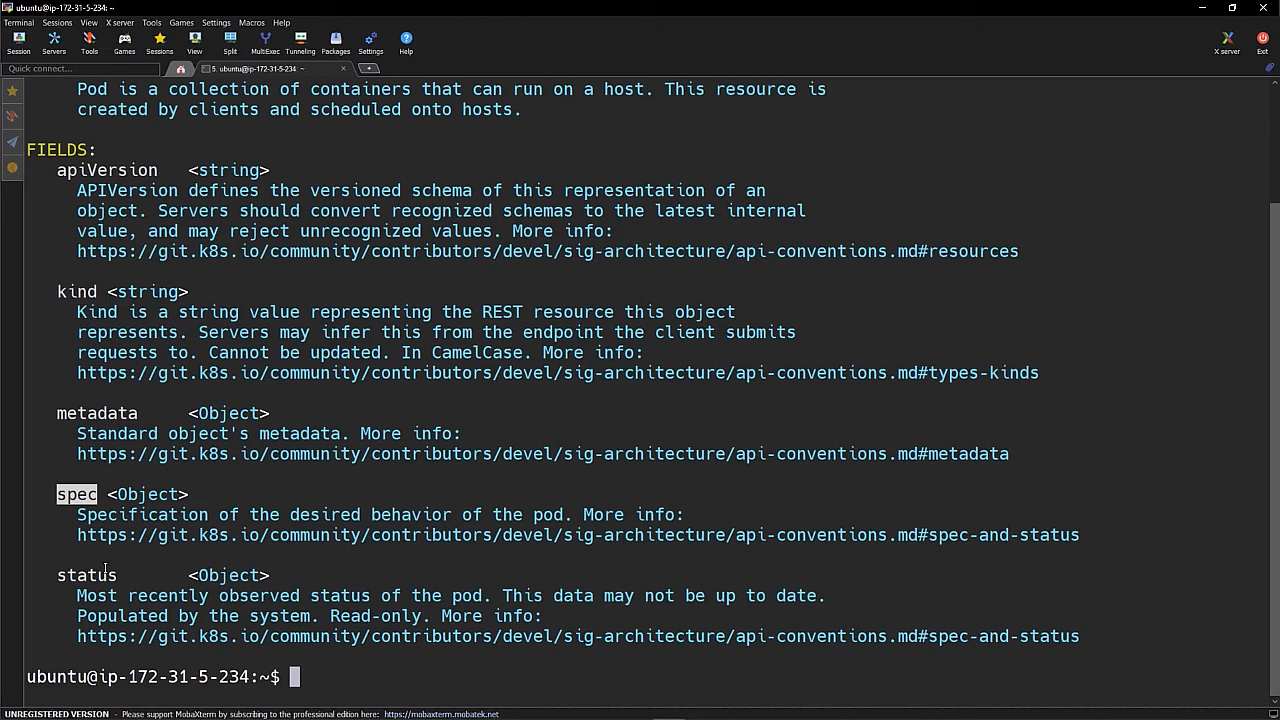 ubuntu@ip-172-31-5-234: ~
Terminal Sessions View X server Tools Games Settings Macros Help
Session Servers Tools Games Sessions View Split MultiExec Tunneling Packages Settings Help X server Exit
Quick connect...
5. ubuntu@ip-172-31-5-234: ~
Pod is a collection of containers that can run on a host. This resource is
created by clients and scheduled onto hosts.
FIELDS:
apiVersion <string>
APIVersion defines the versioned schema of this representation of an
object. Servers should convert recognized schemas to the latest internal
value, and may reject unrecognized values. More info:
https://git.k8s.io/community/contributors/devel/sig-architecture/api-conventions.md#resources
kind <string>
Kind is a string value representing the REST resource this object
represents. Servers may infer this from the endpoint the client submits
requests to. Cannot be updated. In CamelCase. More info:
https://git.k8s.io/community/contributors/devel/sig-architecture/api-conventions.md#types-kinds
metadata <Object>
Standard object's metadata. More info:
https://git.k8s.io/community/contributors/devel/sig-architecture/api-conventions.md#metadata
spec <Object>
Specification of the desired behavior of the pod. More info:
https://git.k8s.io/community/contributors/devel/sig-architecture/api-conventions.md#spec-and-status
status <Object>
Most recently observed status of the pod. This data may not be up to date.
Populated by the system. Read-only. More info:
https://git.k8s.io/community/contributors/devel/sig-architecture/api-conventions.md#spec-and-status
ubuntu@ip-172-31-5-234:~$
UNREGISTERED VERSION - Please support MobaXterm by subscribing to the professional edition here: https://mobaxterm.mobatek.net